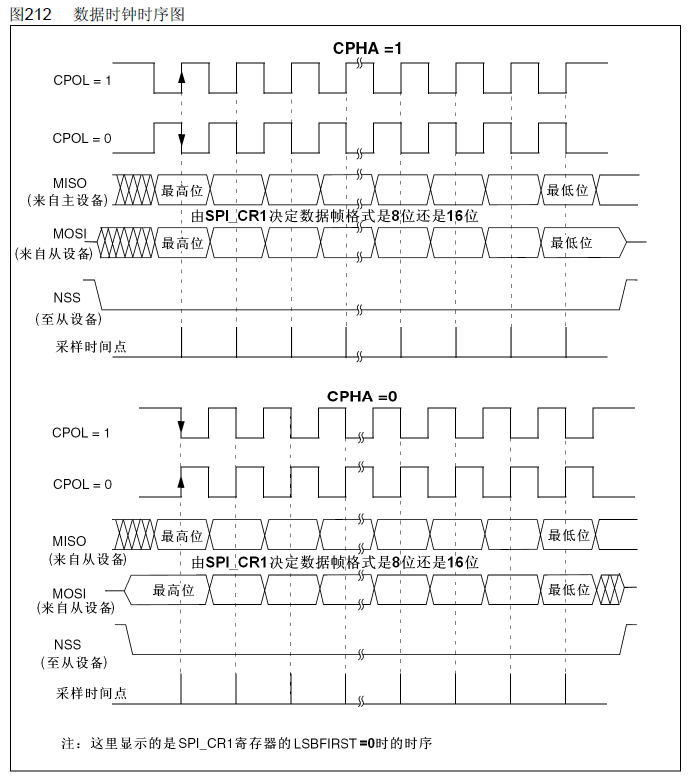 图212 数据时钟时序图
CPHA =1
CPOL = 1
CPOL = 0
MISO
(来自主设备)
最高位 最低位
由SPI_CR1决定数据帧格式是8位还是16位
MOSI
(来自从设备)
最高位 最低位
NSS
(至从设备)
采样时间点
CPHA =0
CPOL = 1
CPOL = 0
MISO
(来自从设备)
最高位 最低位
由SPI_CR1决定数据帧格式是8位还是16位
MOSI
(来自从设备)
最高位 最低位
NSS
(至从设备)
采样时间点
注：这里显示的是SPI_CR1寄存器的LSBFIRST=0时的时序